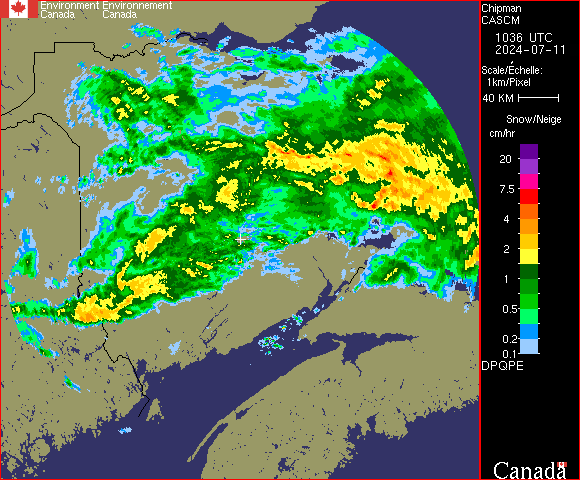 Environment Environnement
Canada Canada
Chipman
CASCM
1036 UTC
2024-07-11
Scale/Echelle:
1km/Pixel
40 KM
Snow/Neige
cm/hr
20
7.5
4
2
1
0.5
0.2
0.1
DPQPE
Canada